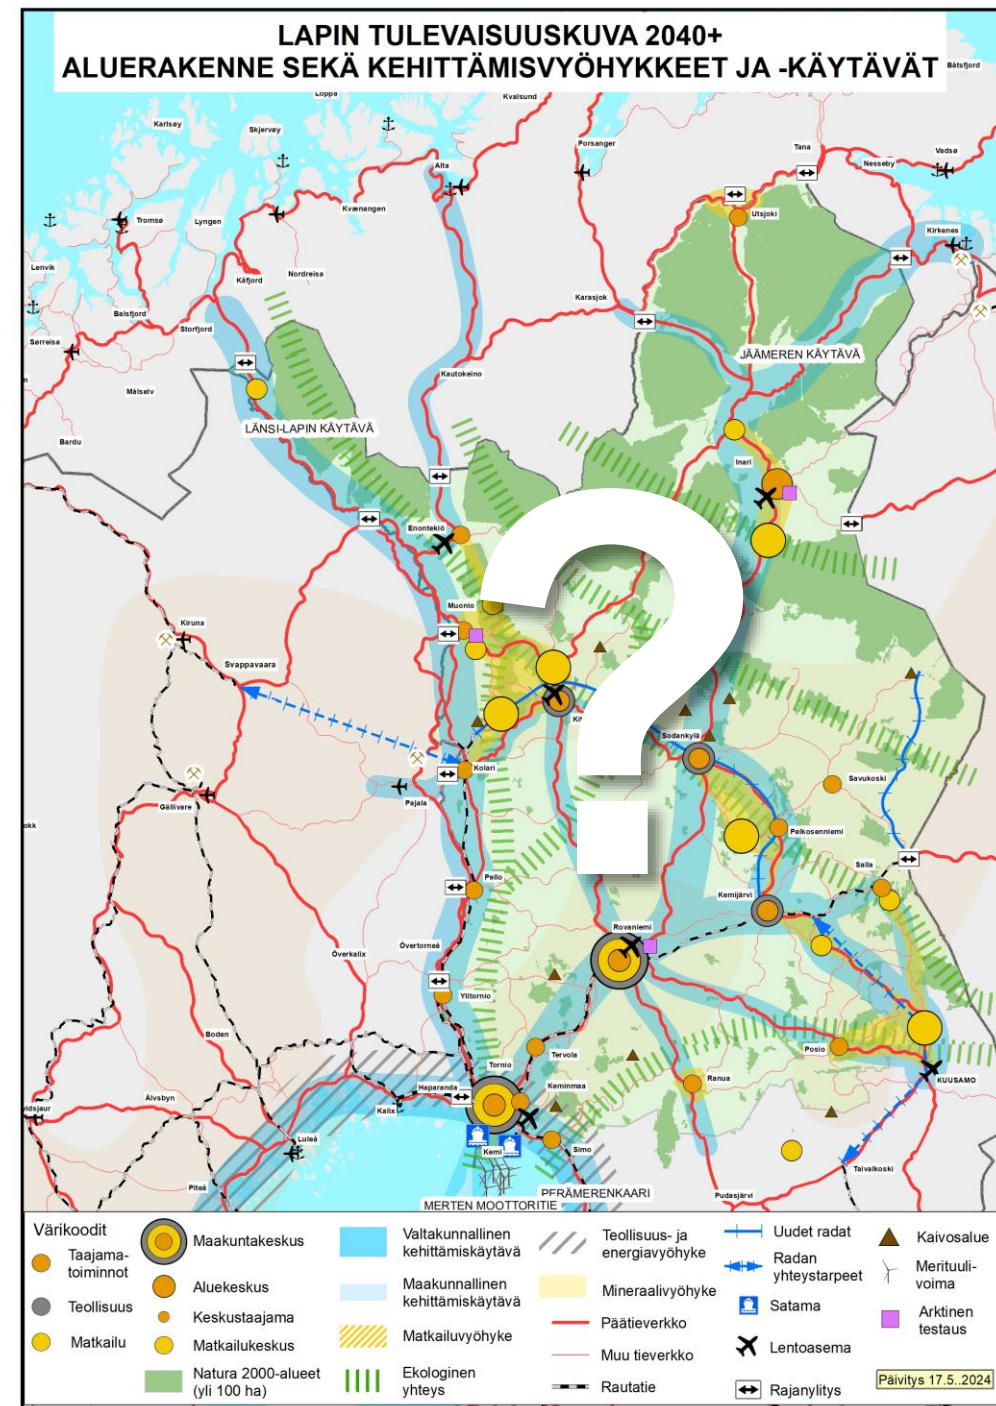 LAPIN TULEVAISUUSKUVA 2040+
ALUERAKENNE SEKÄ KEHITTÄMISVYÖHYKKEET JA -KÄYTÄVÄT
Båtsfjord
Loppa
Kvalsund
Karlsøy
Skjervøy
Porsanger
Tana
Vadsø
Nesseby
Alta
Kvænangen
Tromsø
Lyngen
Utsjoki
Kirkenes
Lenvik
Nordreisa
Kåfjord
Karasjok
Balsfjord
Storfjord
Sørreisa
JÄÄMEREN KÄYTÄVÄ
Kautokeino
Målselv
LÄNSI-LAPIN KÄYTÄVÄ
Bardu
Inari
Enontekiö
Muonio
Kiruna
Svappavaara
Sodankylä
Kolari
Savukoski
Pajala
Gällivare
Pelkosenniemi
Salla
Pello
Kemijärvi
Rovaniemi
Övertorneå
Överkalix
Ylitornio
Boden
Tervola
Posio
Tornio
Ranua
KUUSAMO
Haparanda
Keminmaa
Älvsbyn
Kalix
Luleå
Kemi
Simo
Taivalkoski
Piteå
PERÄMERENKAARI
Pudasjärvi
MERTEN MOOTTORITIE
?
Värikoodit
Taajama-
toiminnot
Teollisuus
Matkailu
Natura 2000-alueet
(yli 100 ha)
Maakuntakeskus
Aluekeskus
Keskustaajama
Matkailukeskus
Valtakunnallinen
kehittämiskäytävä
Maakunnallinen
kehittämiskäytävä
Matkailuvyöhyke
Ekologinen
yhteys
Teollisuus- ja
energiavyöhyke
Mineraalivyöhyke
Päätieverkko
Muu tieverkko
Rautatie
Uudet radat
Radan
yhteystarpeet
Satama
Lentoasema
Rajanylitys
Kaivosalue
Merituuli-
voima
Arktinen
testaus
Päivitys 17.5..2024